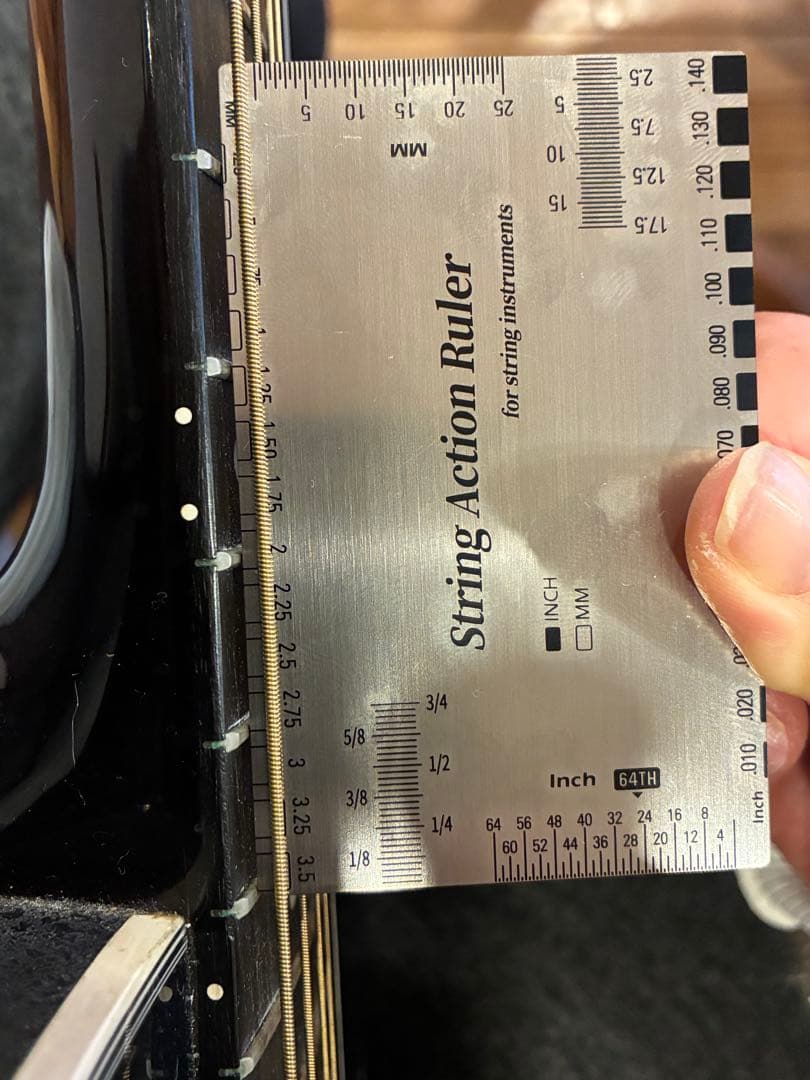 MM
5 10 15 20 25
MM
5 10 15
2.5 7.5 12.5 17.5
.140
.130
.120
.110
.100
.090
.080
.020
.010
Inch
String Action Ruler
for string instruments
INCH
MM
1
1.25
1.50
1.75
2
2.25
2.5
2.75
3
3.25
3.5
5/8 3/8 1/8
3/4 1/2 1/4
Inch 64TH
64 56 48 40 32 24 16 8
60 52 44 36 28 20 12 4